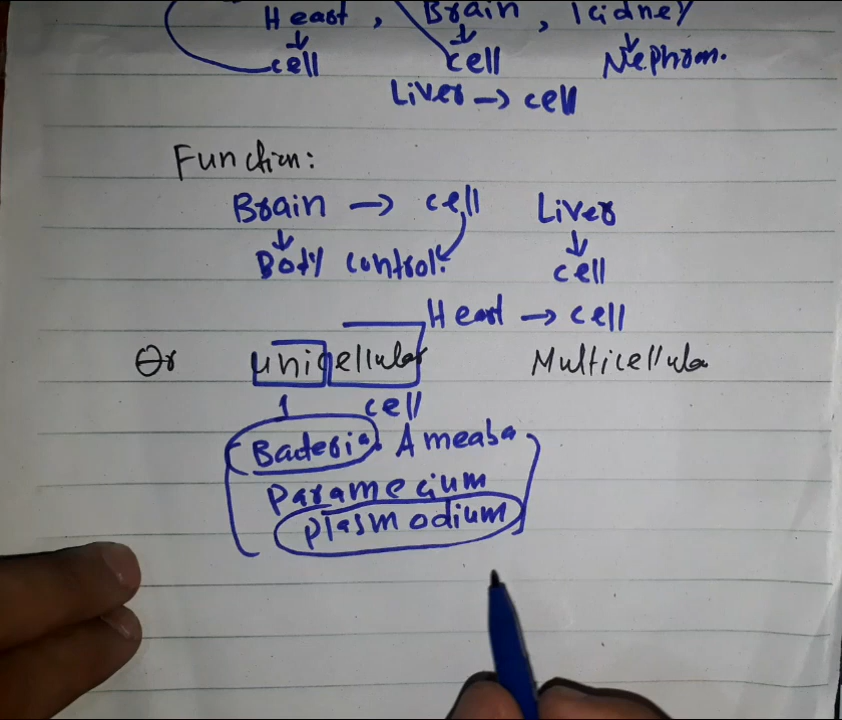 Heart, Brain, Kidney
↓ ↓ ↓
cell cell Nephron.
Liver → cell
Function:
Brain → cell Liver
↓ ↓
Body control. cell
Heart → cell
Or unicellular Multicellula
1 cell
Bacteria. Ameaba
Paramecium
Plasmodium